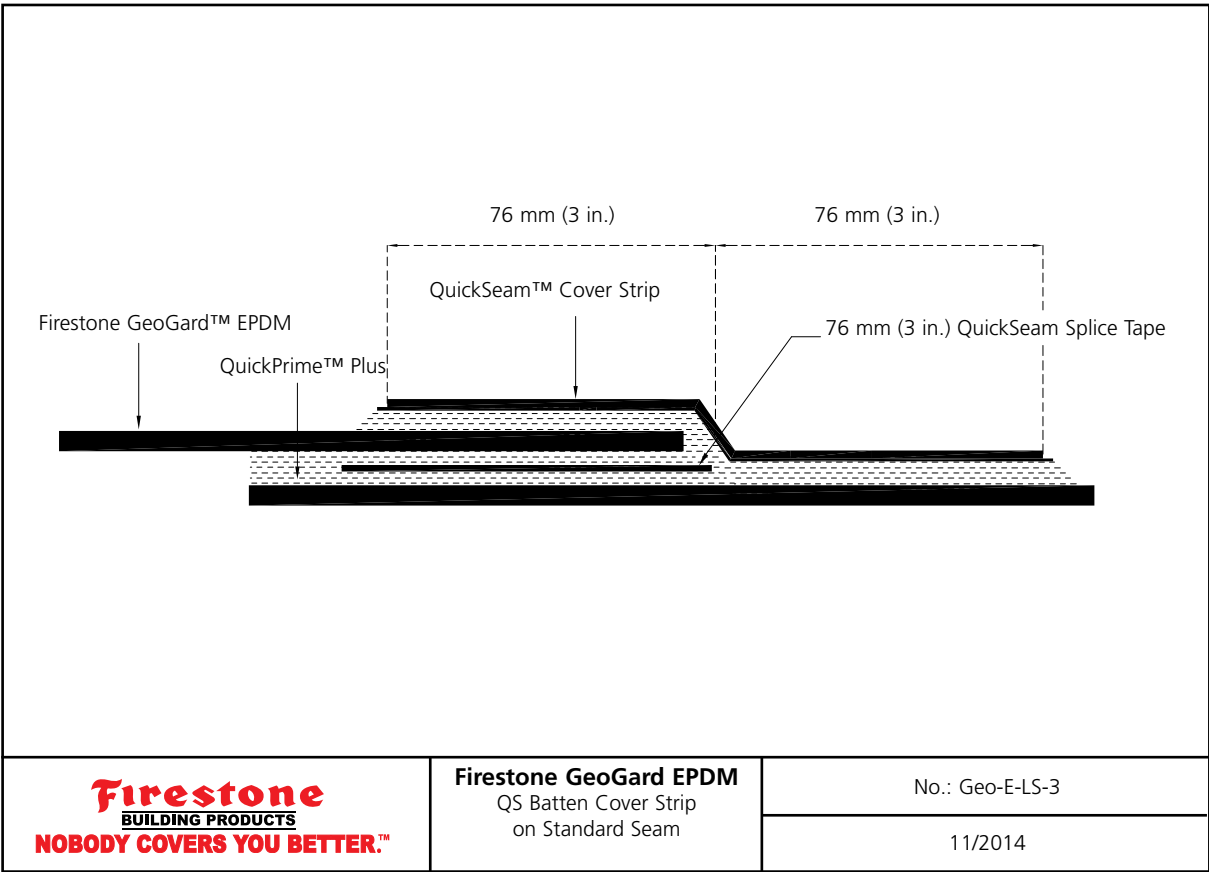 76 mm (3 in.)
76 mm (3 in.)
QuickSeam™ Cover Strip
Firestone GeoGard™ EPDM
76 mm (3 in.) QuickSeam Splice Tape
QuickPrime™ Plus
Firestone
BUILDING PRODUCTS
NOBODY COVERS YOU BETTER.™
Firestone GeoGard EPDM
QS Batten Cover Strip
on Standard Seam
No.: Geo-E-LS-3
11/2014